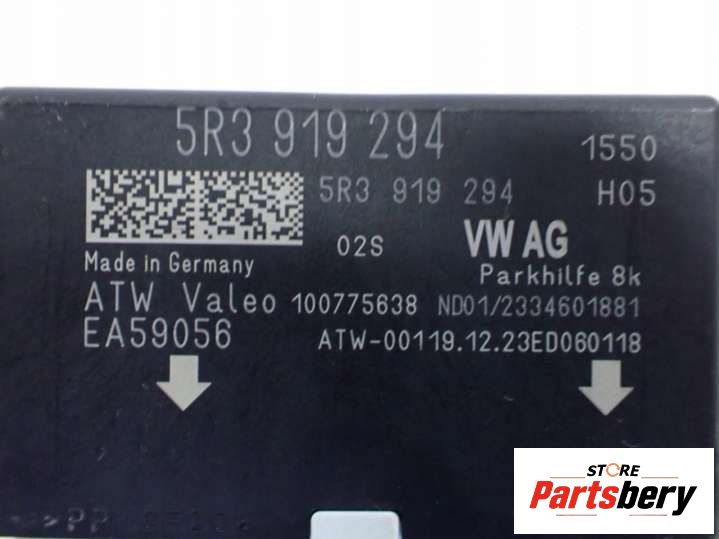 5R3 919 294 1550
5R3 919 294 H05
02S VW AG
Made in Germany Parkhilfe 8k
ATW Valeo 100775638 ND01/2334601881
EA59056 ATW-00119.12.23ED060118
>PP
STORE
Partsbery